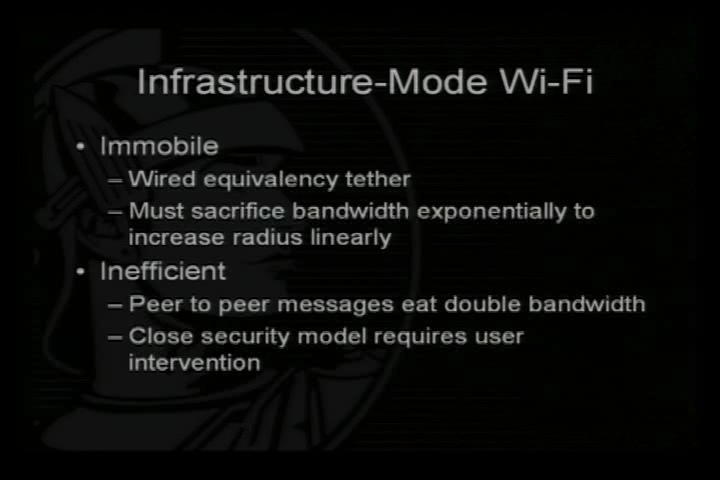 Infrastructure-Mode Wi-Fi
• Immobile
– Wired equivalency tether
– Must sacrifice bandwidth exponentially to
increase radius linearly
• Inefficient
– Peer to peer messages eat double bandwidth
– Close security model requires user
intervention